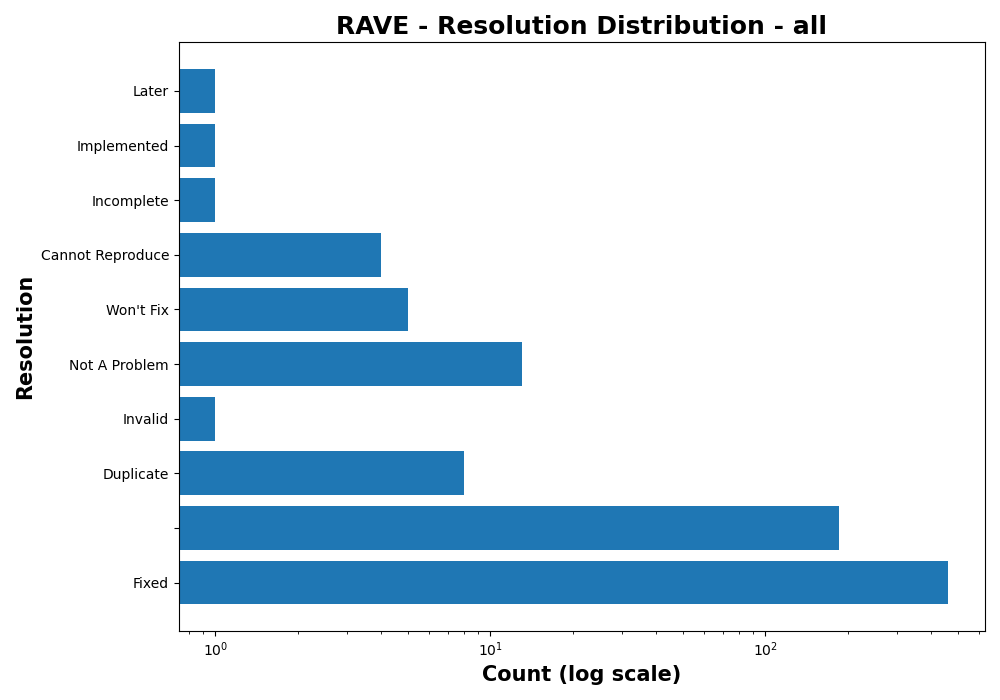 RAVE - Resolution Distribution - all
Later
Implemented
Incomplete
Cannot Reproduce
Won't Fix
Not A Problem
Invalid
Duplicate
Fixed
Resolution
10⁰
10¹
10²
Count (log scale)